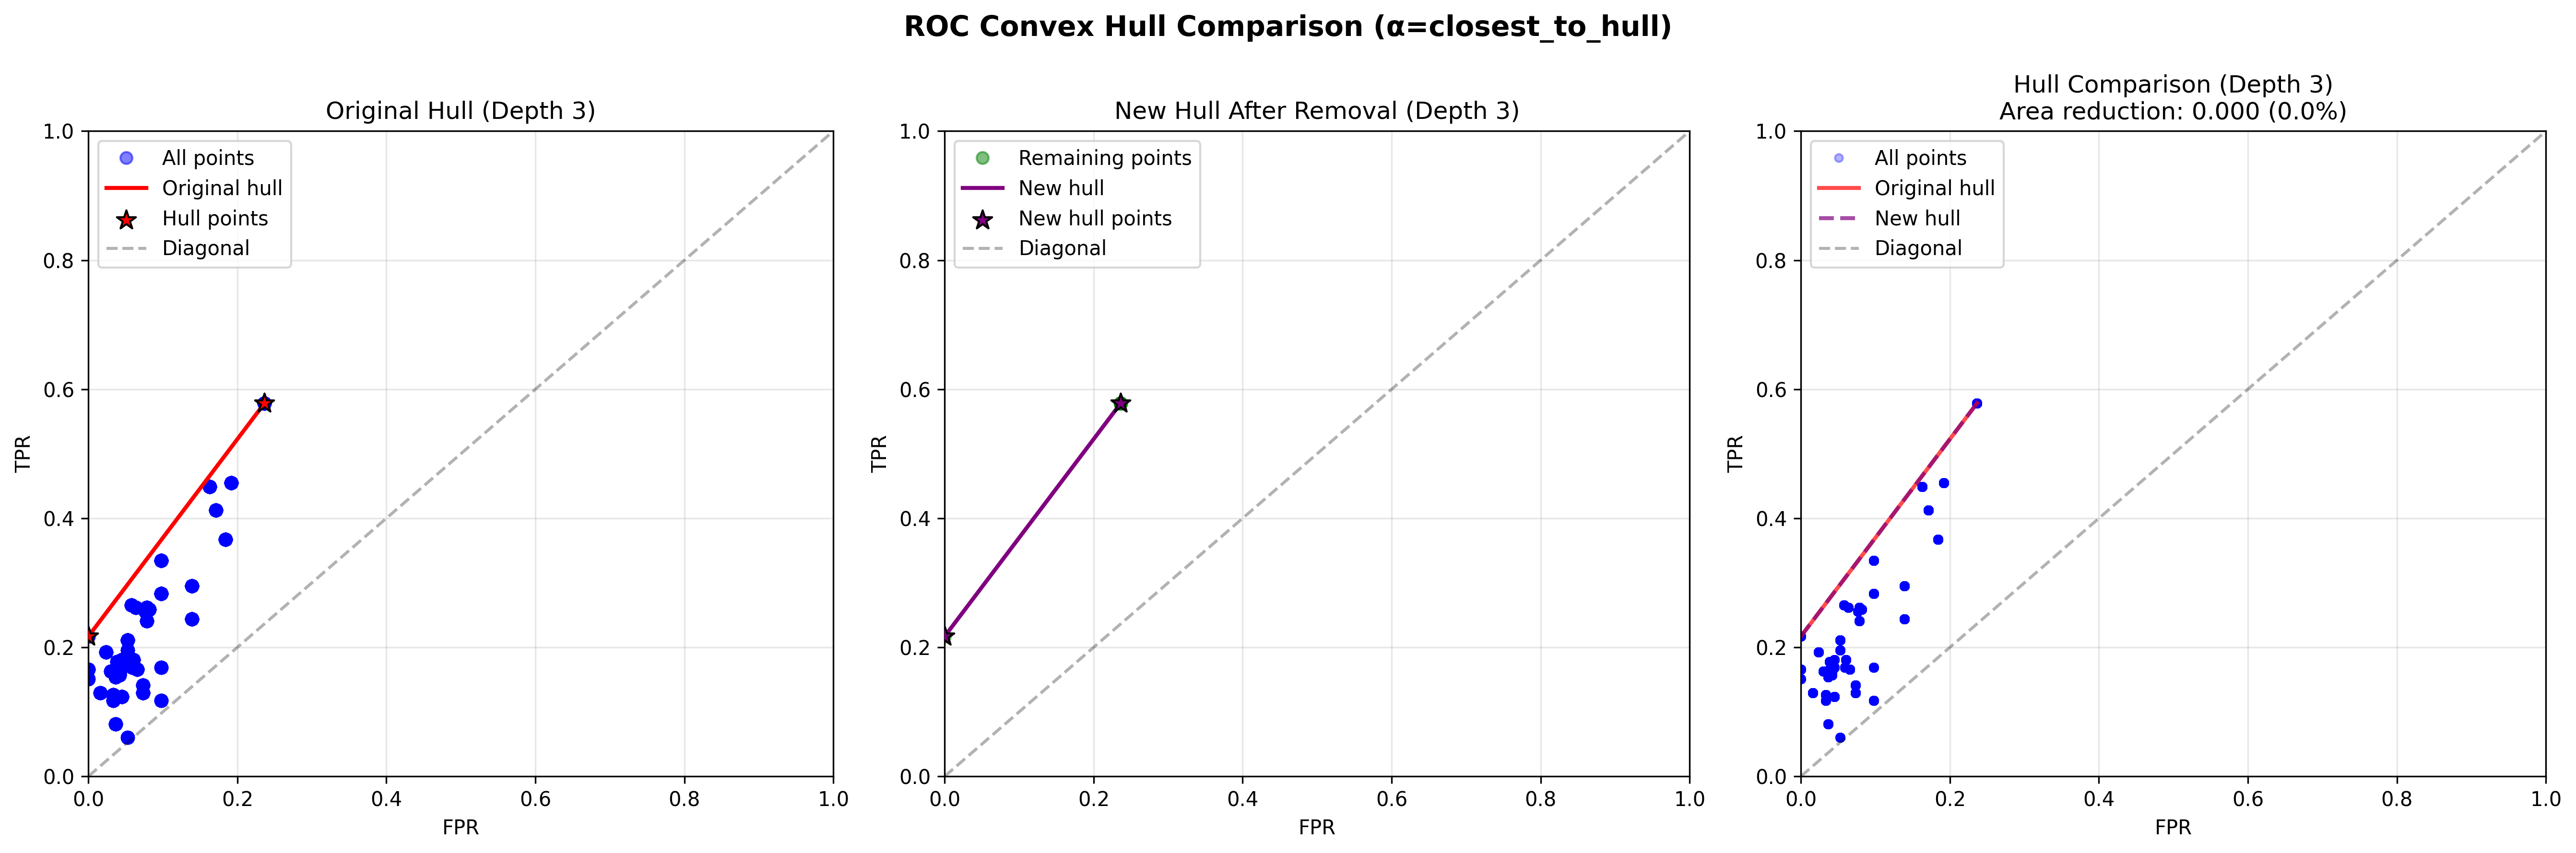 ROC Convex Hull Comparison (α=closest_to_hull)
Original Hull (Depth 3)
1.0
0.8
0.6
0.4
0.2
0.0
TPR
All points
Original hull
Hull points
Diagonal
0.0 0.2 0.4 0.6 0.8 1.0
FPR
New Hull After Removal (Depth 3)
1.0
0.8
0.6
0.4
0.2
0.0
TPR
Remaining points
New hull
New hull points
Diagonal
0.0 0.2 0.4 0.6 0.8 1.0
FPR
Hull Comparison (Depth 3)
Area reduction: 0.000 (0.0%)
1.0
0.8
0.6
0.4
0.2
0.0
TPR
All points
Original hull
New hull
Diagonal
0.0 0.2 0.4 0.6 0.8 1.0
FPR